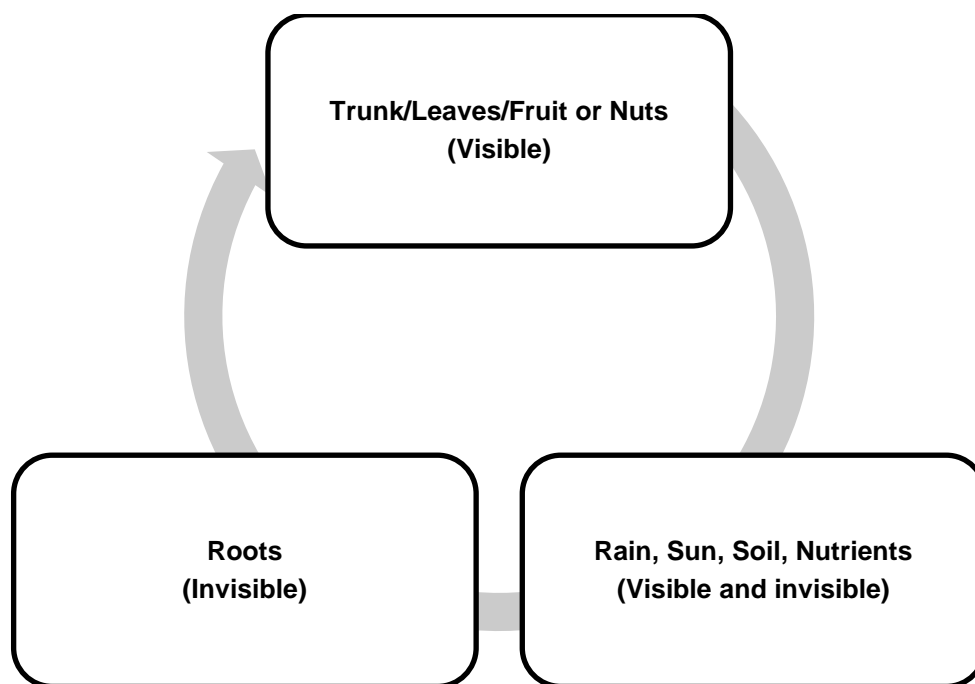 Trunk/Leaves/Fruit or Nuts
(Visible)
Roots
(Invisible)
Rain, Sun, Soil, Nutrients
(Visible and invisible)